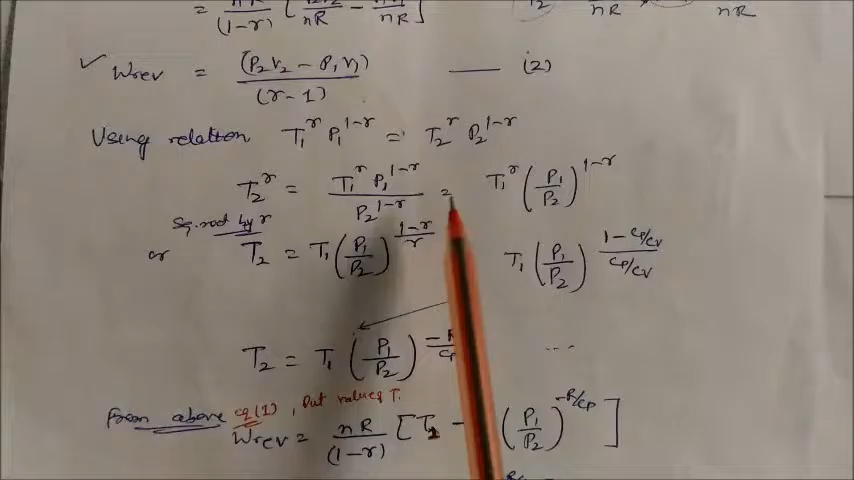 = nR/(1-r) [ P2V2/nR - /nR ] T2 nR nR
✓ Wrev = (P2V2 - P1V1)/(r-1) —— (2)
Using relation T1^r P1^1-r = T2^r P2^1-r
T2^r = T1^r P1^1-r / P2^1-r = T1^r (P1/P2)^1-r
Sq. root by r
or T2 = T1 (P1/P2)^1-r/r T1 (P1/P2)^1-CP/CV / CP/CV
T2 = T1 (P1/P2)^-R/CP ...
From above eq(1), Put values T.
Wrev = nR/(1-r) [T1 - (P1/P2)^-R/CP]